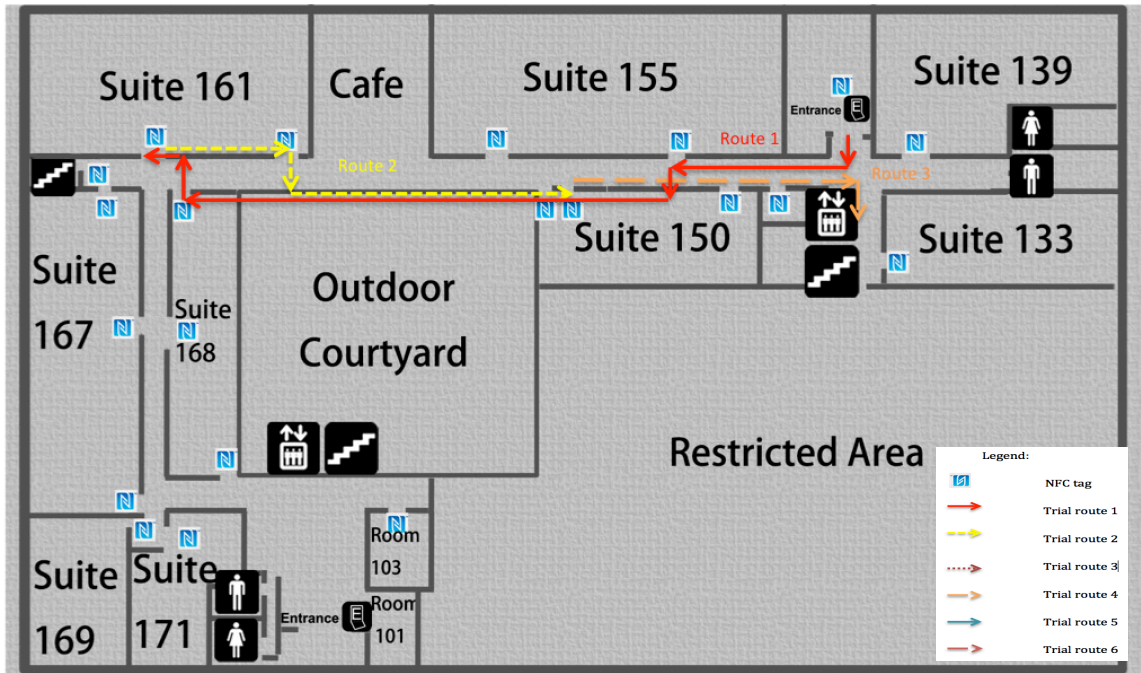 Suite 161
Cafe
Suite 155
Entrance
Suite 139
Route 1
Route 2
Route 3
Suite 150
Suite 133
Suite
167
Suite
168
Outdoor
Courtyard
Restricted Area
Room
103
Suite
169
Suite
171
Entrance
Room
101
Legend:
NFC tag
Trial route 1
Trial route 2
Trial route 3
Trial route 4
Trial route 5
Trial route 6